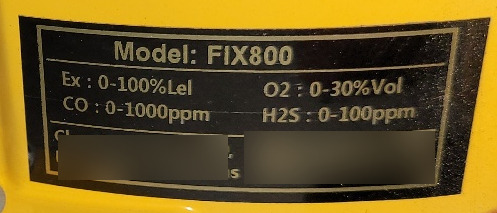 Model: FIX800
Ex : 0-100%Lel O2 : 0-30%Vol
CO : 0-1000ppm H2S : 0-100ppm